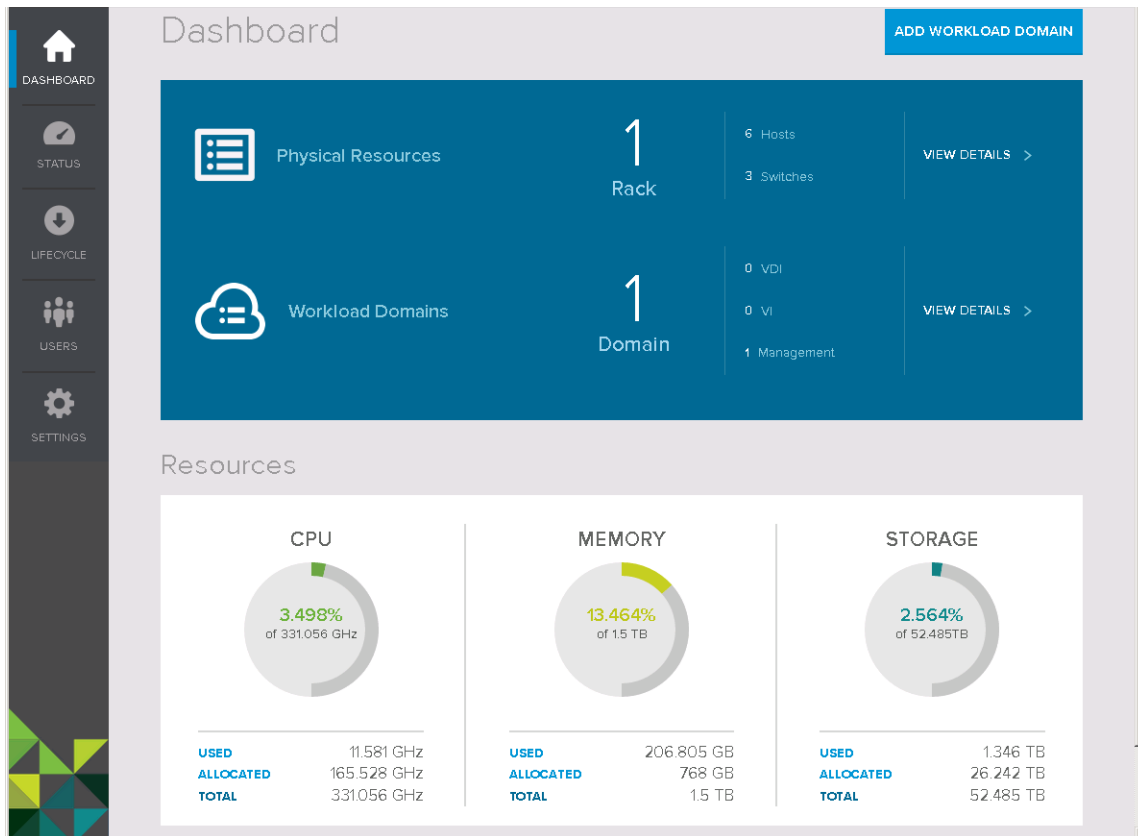 Dashboard
ADD WORKLOAD DOMAIN
DASHBOARD
STATUS
LIFECYCLE
USERS
SETTINGS
Physical Resources
1
Rack
6 Hosts
3 Switches
VIEW DETAILS >
Workload Domains
1
Domain
0 VDI
0 VI
1 Management
VIEW DETAILS >
Resources
CPU
3.498%
of 331.056 GHz
USED 11.581 GHz
ALLOCATED 165.528 GHz
TOTAL 331.056 GHz
MEMORY
13.464%
of 1.5 TB
USED 206.805 GB
ALLOCATED 768 GB
TOTAL 1.5 TB
STORAGE
2.564%
of 52.485TB
USED 1.346 TB
ALLOCATED 26.242 TB
TOTAL 52.485 TB